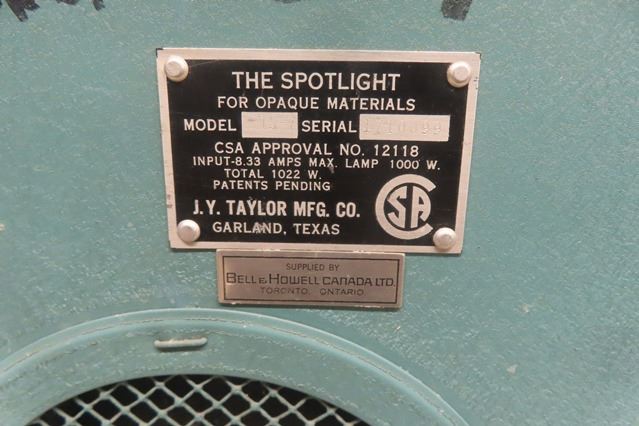 THE SPOTLIGHT
FOR OPAQUE MATERIALS
MODEL SERIAL
CSA APPROVAL NO. 12118
INPUT-8.33 AMPS MAX. LAMP 1000 W.
TOTAL 1022 W.
PATENTS PENDING
J.Y. TAYLOR MFG. CO.
GARLAND, TEXAS
CSA
SUPPLIED BY
BELL & HOWELL CANADA LTD.
TORONTO, ONTARIO